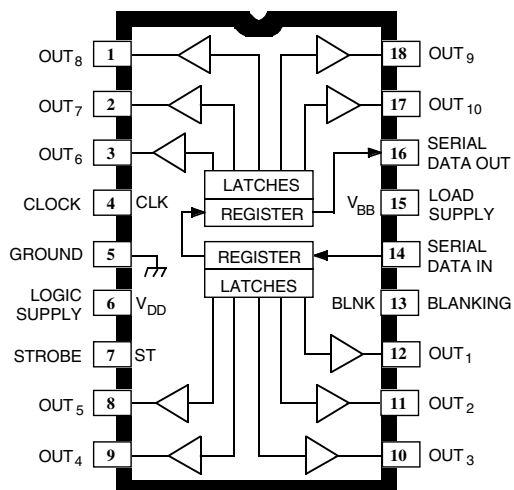 OUT8 1 18 OUT9
OUT7 2 17 OUT10
OUT6 3 16 SERIAL DATA OUT
LATCHES
CLOCK 4 CLK REGISTER VBB 15 LOAD SUPPLY
GROUND 5 REGISTER 14 SERIAL DATA IN
LATCHES
LOGIC SUPPLY 6 VDD BLNK 13 BLANKING
STROBE 7 ST 12 OUT1
OUT5 8 11 OUT2
OUT4 9 10 OUT3